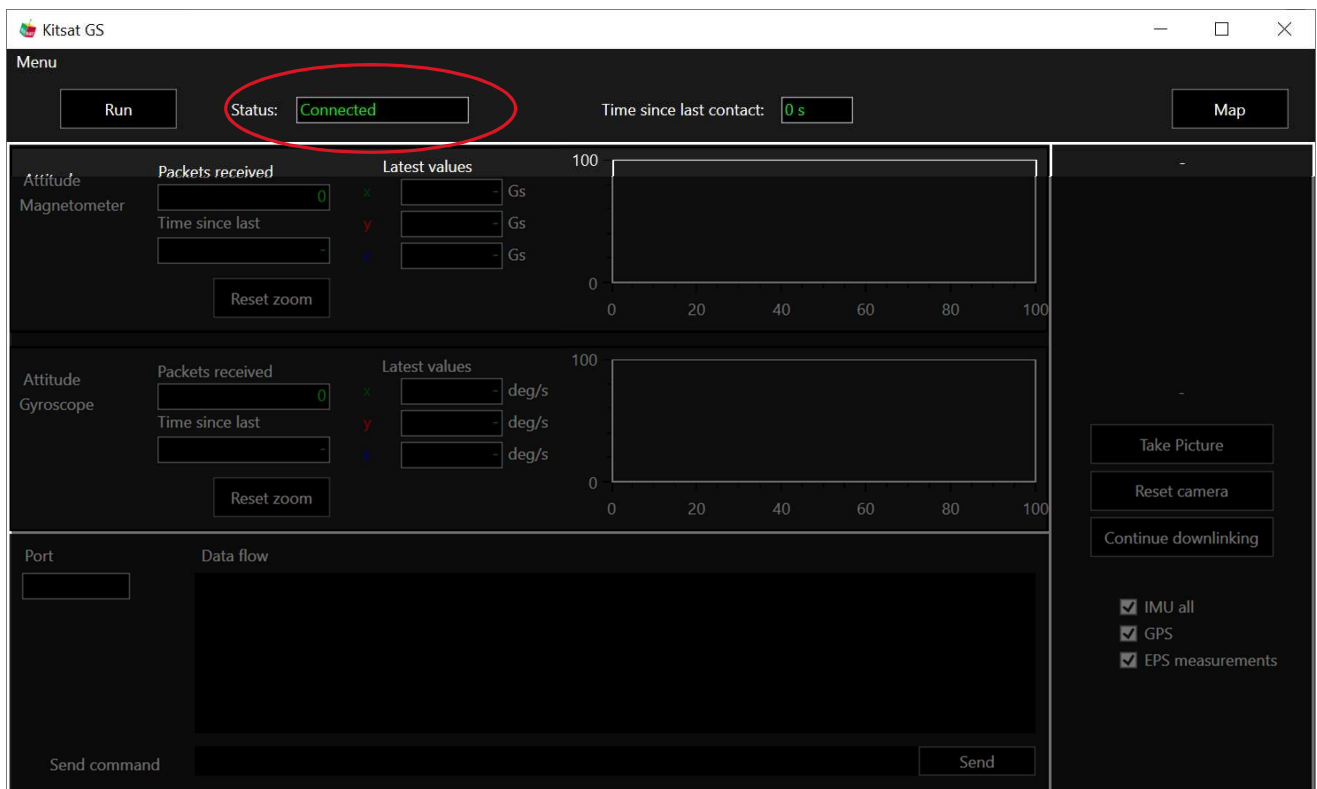 Kitsat GS
Menu
Run
Status:
Connected
Time since last contact:
0 s
Map
Attitude
Magnetometer
Packets received
0
Time since last
-
Reset zoom
Latest values
x
- Gs
y
- Gs
z
- Gs
100
0
0 20 40 60 80 100
-
Attitude
Gyroscope
Packets received
0
Time since last
-
Reset zoom
Latest values
x
- deg/s
y
- deg/s
z
- deg/s
100
0
0 20 40 60 80 100
-
Take Picture
Reset camera
Continue downlinking
IMU all
GPS
EPS measurements
Port
Data flow
Send command
Send